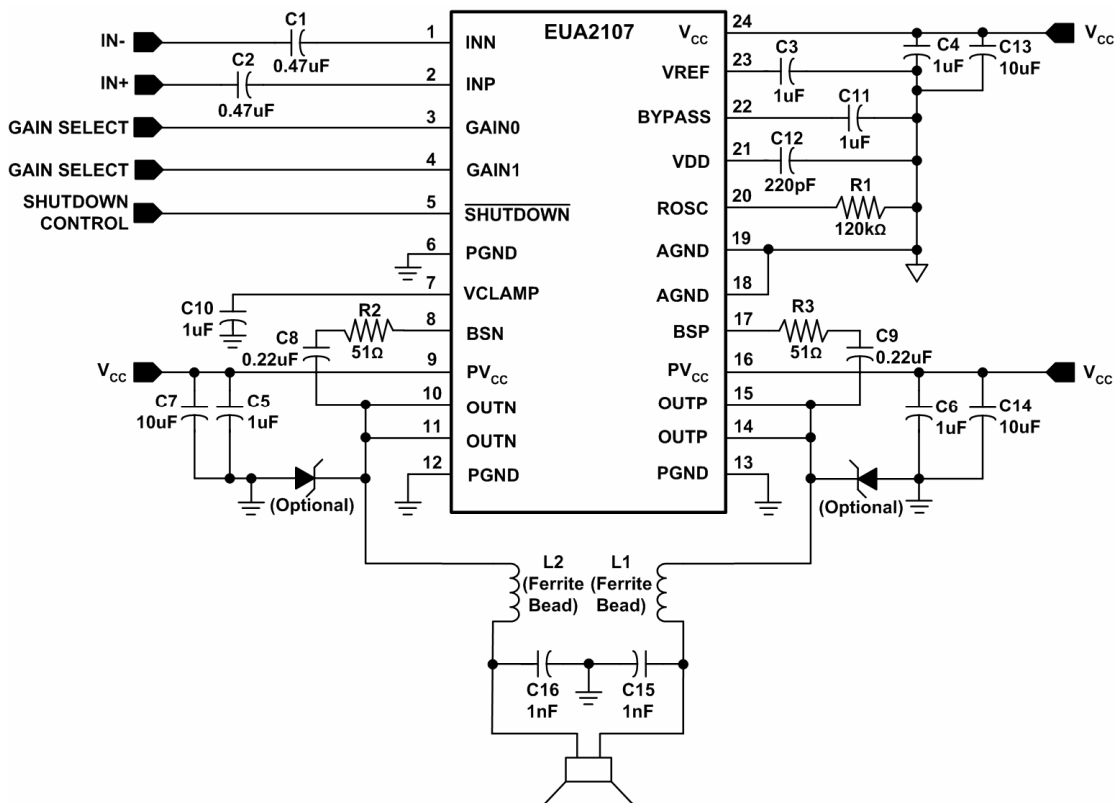 EUA2107
IN-
C1
0.47uF
1
INN
IN+
C2
0.47uF
2
INP
GAIN SELECT
3
GAIN0
GAIN SELECT
4
GAIN1
SHUTDOWN
CONTROL
5
SHUTDOWN
6
PGND
7
VCLAMP
C10
1uF
8
BSN
R2
51Ω
C8
0.22uF
VCC
9
PVCC
C7
10uF
C5
1uF
10
OUTN
11
OUTN
12
PGND
(Optional)
24
VCC
VCC
C4
1uF
C13
10uF
23
VREF
C3
1uF
22
BYPASS
C11
1uF
21
VDD
C12
220pF
20
ROSC
R1
120kΩ
19
AGND
18
AGND
17
BSP
R3
51Ω
C9
0.22uF
16
PVCC
VCC
15
OUTP
14
OUTP
C6
1uF
C14
10uF
13
PGND
(Optional)
L2
(Ferrite
Bead)
L1
(Ferrite
Bead)
C16
1nF
C15
1nF